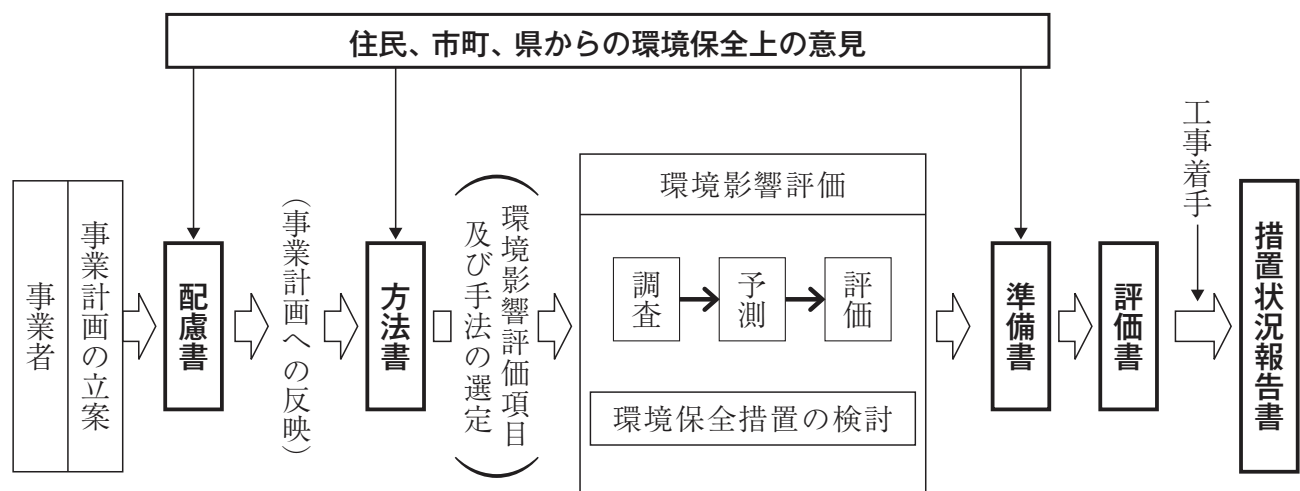 住民、市町、県からの環境保全上の意見
事業者
事業計画の立案
配慮書
（事業計画への反映）
方法書
（環境影響評価項目
及び手法の選定）
環境影響評価
調査
予測
評価
環境保全措置の検討
準備書
評価書
工事着手
措置状況報告書